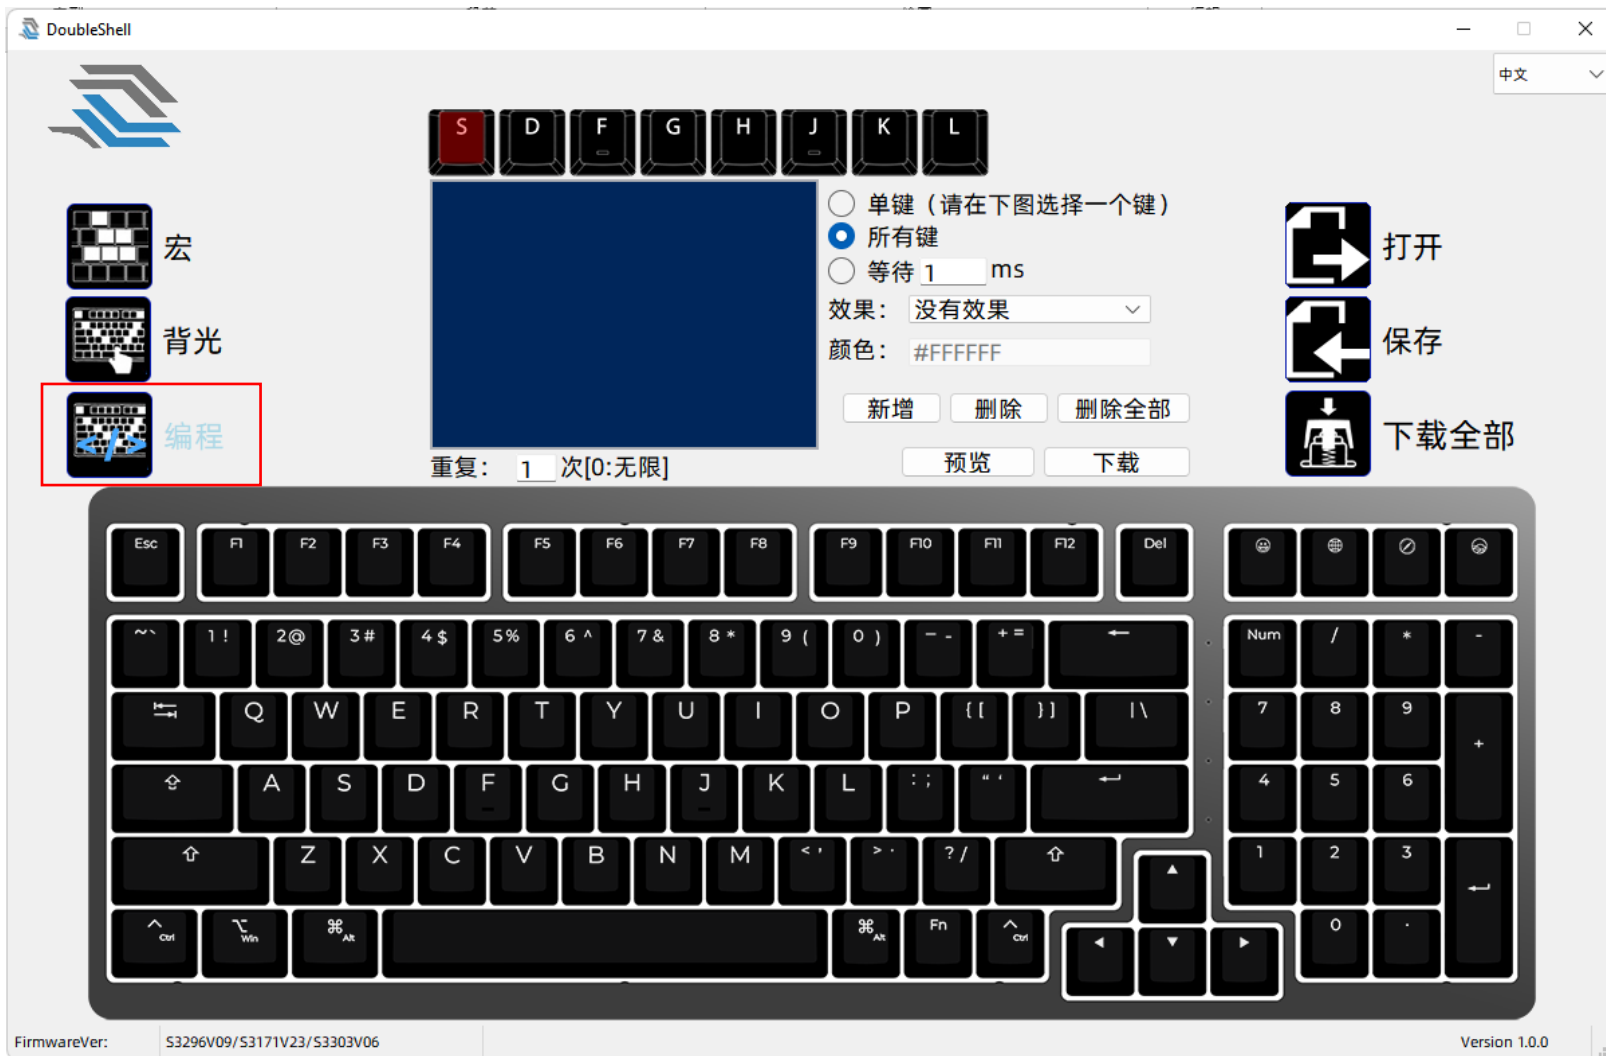 DoubleShell
中文
S D F G H J K L
宏
背光
编程
单键（请在下图选择一个键）
所有键
等待 1 ms
效果： 没有效果
颜色： #FFFFFF
新增 删除 删除全部
预览 下载
重复： 1 次[0:无限]
打开
保存
下载全部
Esc F1 F2 F3 F4 F5 F6 F7 F8 F9 F10 F11 F12 Del
~ ` 1 ! 2 @ 3 # 4 $ 5 % 6 ^ 7 & 8 * 9 ( 0 ) — - + = ← Num / * -
Q W E R T Y U I O P { [ } ] | \ 7 8 9 +
A S D F G H J K L : ; “ ‘ 4 5 6
Z X C V B N M < , > . ? / 1 2 3
Ctrl Win Alt Alt Fn Ctrl 0 .
FirmwareVer: S3296V09/S3171V23/S3303V06 Version 1.0.0